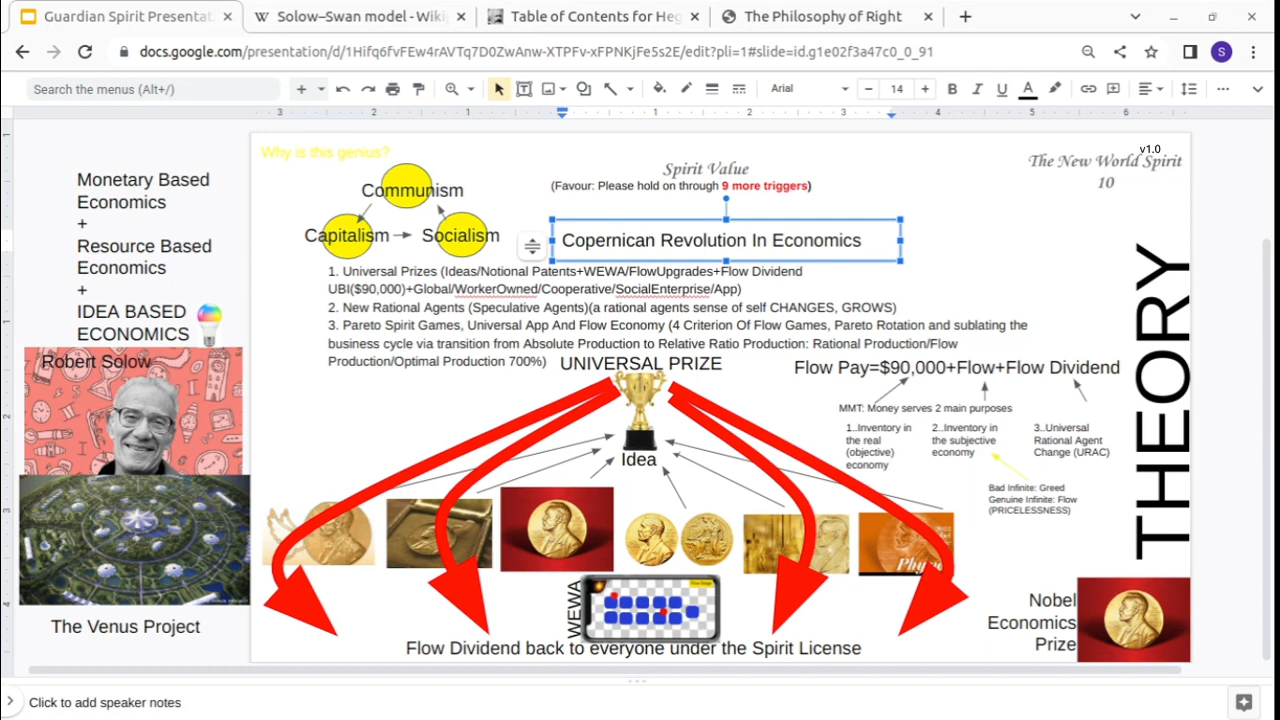 Guardian Spirit Presentat
Solow–Swan model - Wiki
Table of Contents for Heg
The Philosophy of Right
docs.google.com/presentation/d/1Hifq6fvFEw4rAVTq7D0ZwAnw-XTPFv-xFPNKjFe5s2E/edit?pli=1#slide=id.g1e02f3a47c0_0_91
S
Search the menus (Alt+/)
Arial
14
B I U A
3 2 1 1 2 3 4 5 6
Why is this genius?
v1.0
The New World Spirit
10
Spirit Value
(Favour: Please hold on through 9 more triggers)
Monetary Based
Economics
+
Resource Based
Economics
+
IDEA BASED
ECONOMICS
Communism
Capitalism
Socialism
Copernican Revolution In Economics
1. Universal Prizes (Ideas/Notional Patents+WEWA/FlowUpgrades+Flow Dividend
UBI($90,000)+Global/WorkerOwned/Cooperative/SocialEnterprise/App)
2. New Rational Agents (Speculative Agents)(a rational agents sense of self CHANGES, GROWS)
3. Pareto Spirit Games, Universal App And Flow Economy (4 Criterion Of Flow Games, Pareto Rotation and sublating the
business cycle via transition from Absolute Production to Relative Ratio Production: Rational Production/Flow
Production/Optimal Production 700%)
UNIVERSAL PRIZE
Robert Solow
Flow Pay=$90,000+Flow+Flow Dividend
MMT: Money serves 2 main purposes
1..Inventory in
the real
(objective)
economy
2..Inventory in
the subjective
economy
3..Universal
Rational Agent
Change (URAC)
Bad Infinite: Greed
Genuine Infinite: Flow
(PRICELESSNESS)
THEORY
Idea
WEWA
The Venus Project
Flow Dividend back to everyone under the Spirit License
Nobel
Economics
Prize
Click to add speaker notes